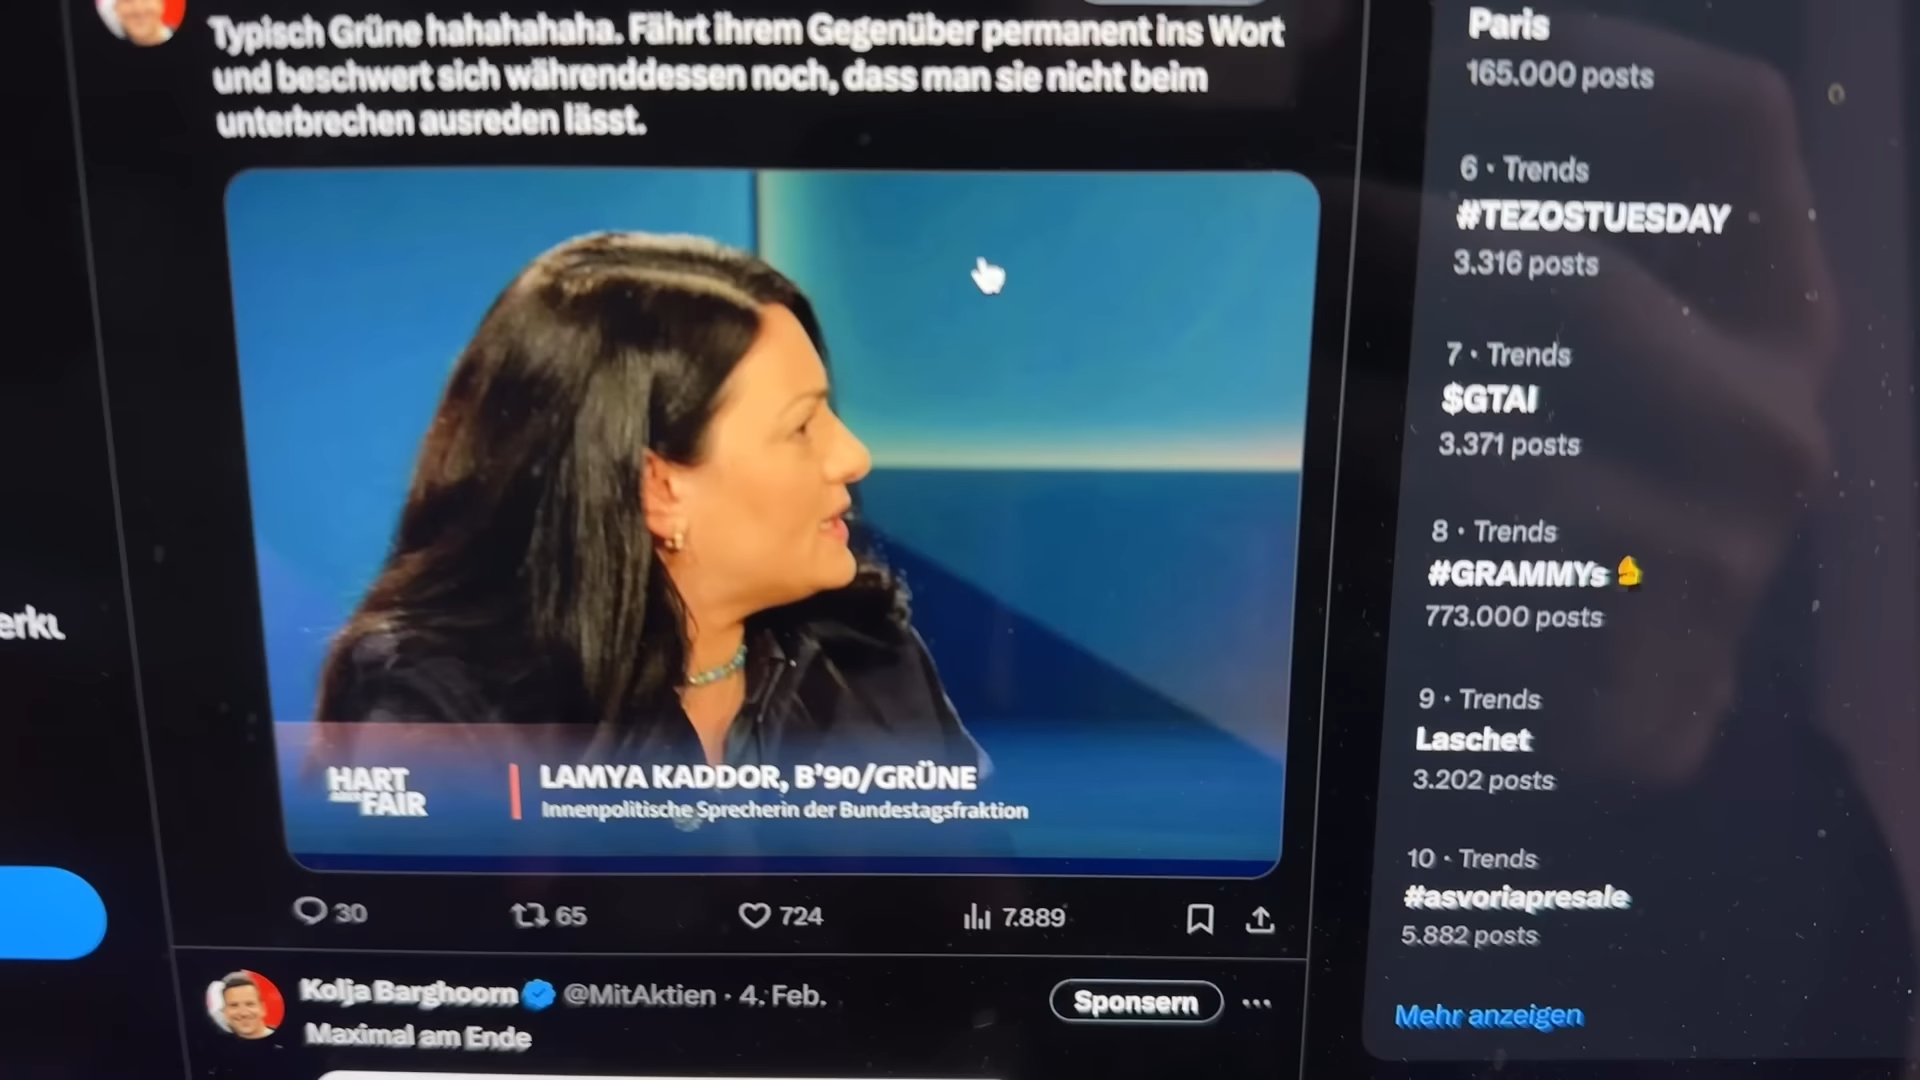 Typisch Grüne hahahahaha. Fährt ihrem Gegenüber permanent ins Wort
und beschwert sich währenddessen noch, dass man sie nicht beim
unterbrechen ausreden lässt.
HART
ABER
FAIR
LAMYA KADDOR, B'90/GRÜNE
Innenpolitische Sprecherin der Bundestagsfraktion
30
65
724
7.889
Kolja Barghoorn @MitAktien · 4. Feb.
Sponsern
Maximal am Ende
Paris
165.000 posts
6 · Trends
#TEZOSTUESDAY
3.316 posts
7 · Trends
$GTAI
3.371 posts
8 · Trends
#GRAMMYs
773.000 posts
9 · Trends
Laschet
3.202 posts
10 · Trends
#asvoriapresale
5.882 posts
Mehr anzeigen